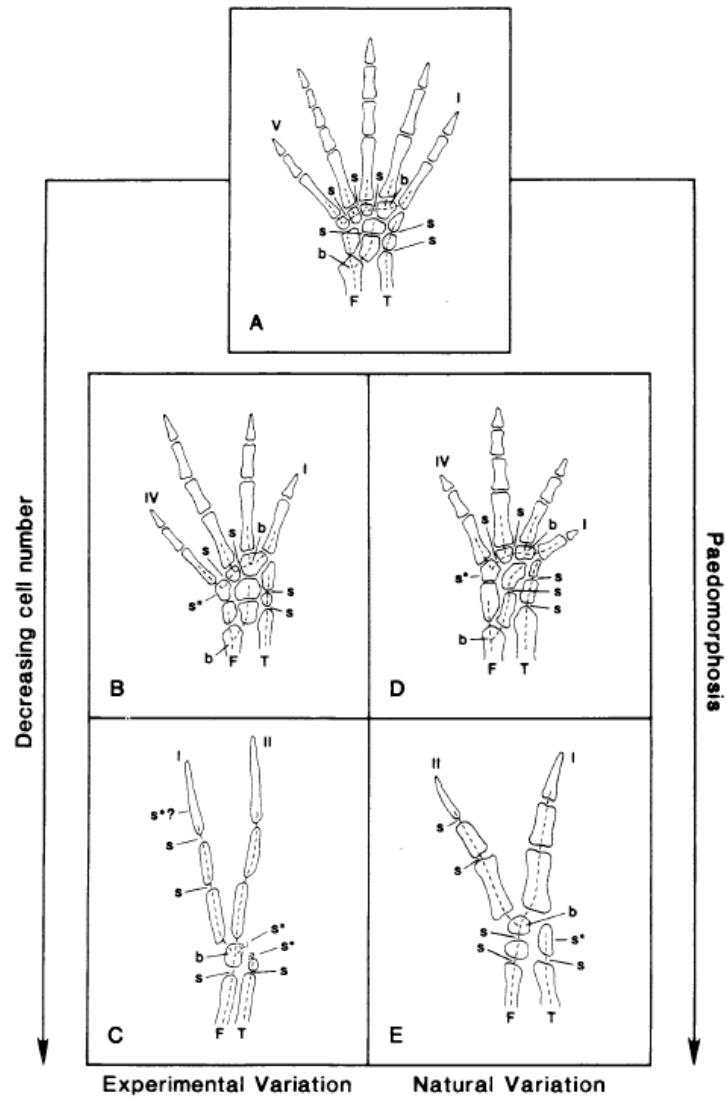 I
V
s
s
s
b
s
s
s
b
F
T
A
Decreasing cell number
Paedomorphosis
IV
I
s
s
b
s*
s
s
b
F
T
B
IV
I
s
s
b
s*
s
s
s
b
F
T
D
I
II
s*?
s
s
s*
b
s*
s
s
F T
C
II
I
s
s
b
s
s*
s
s
F
T
E
Experimental Variation
Natural Variation